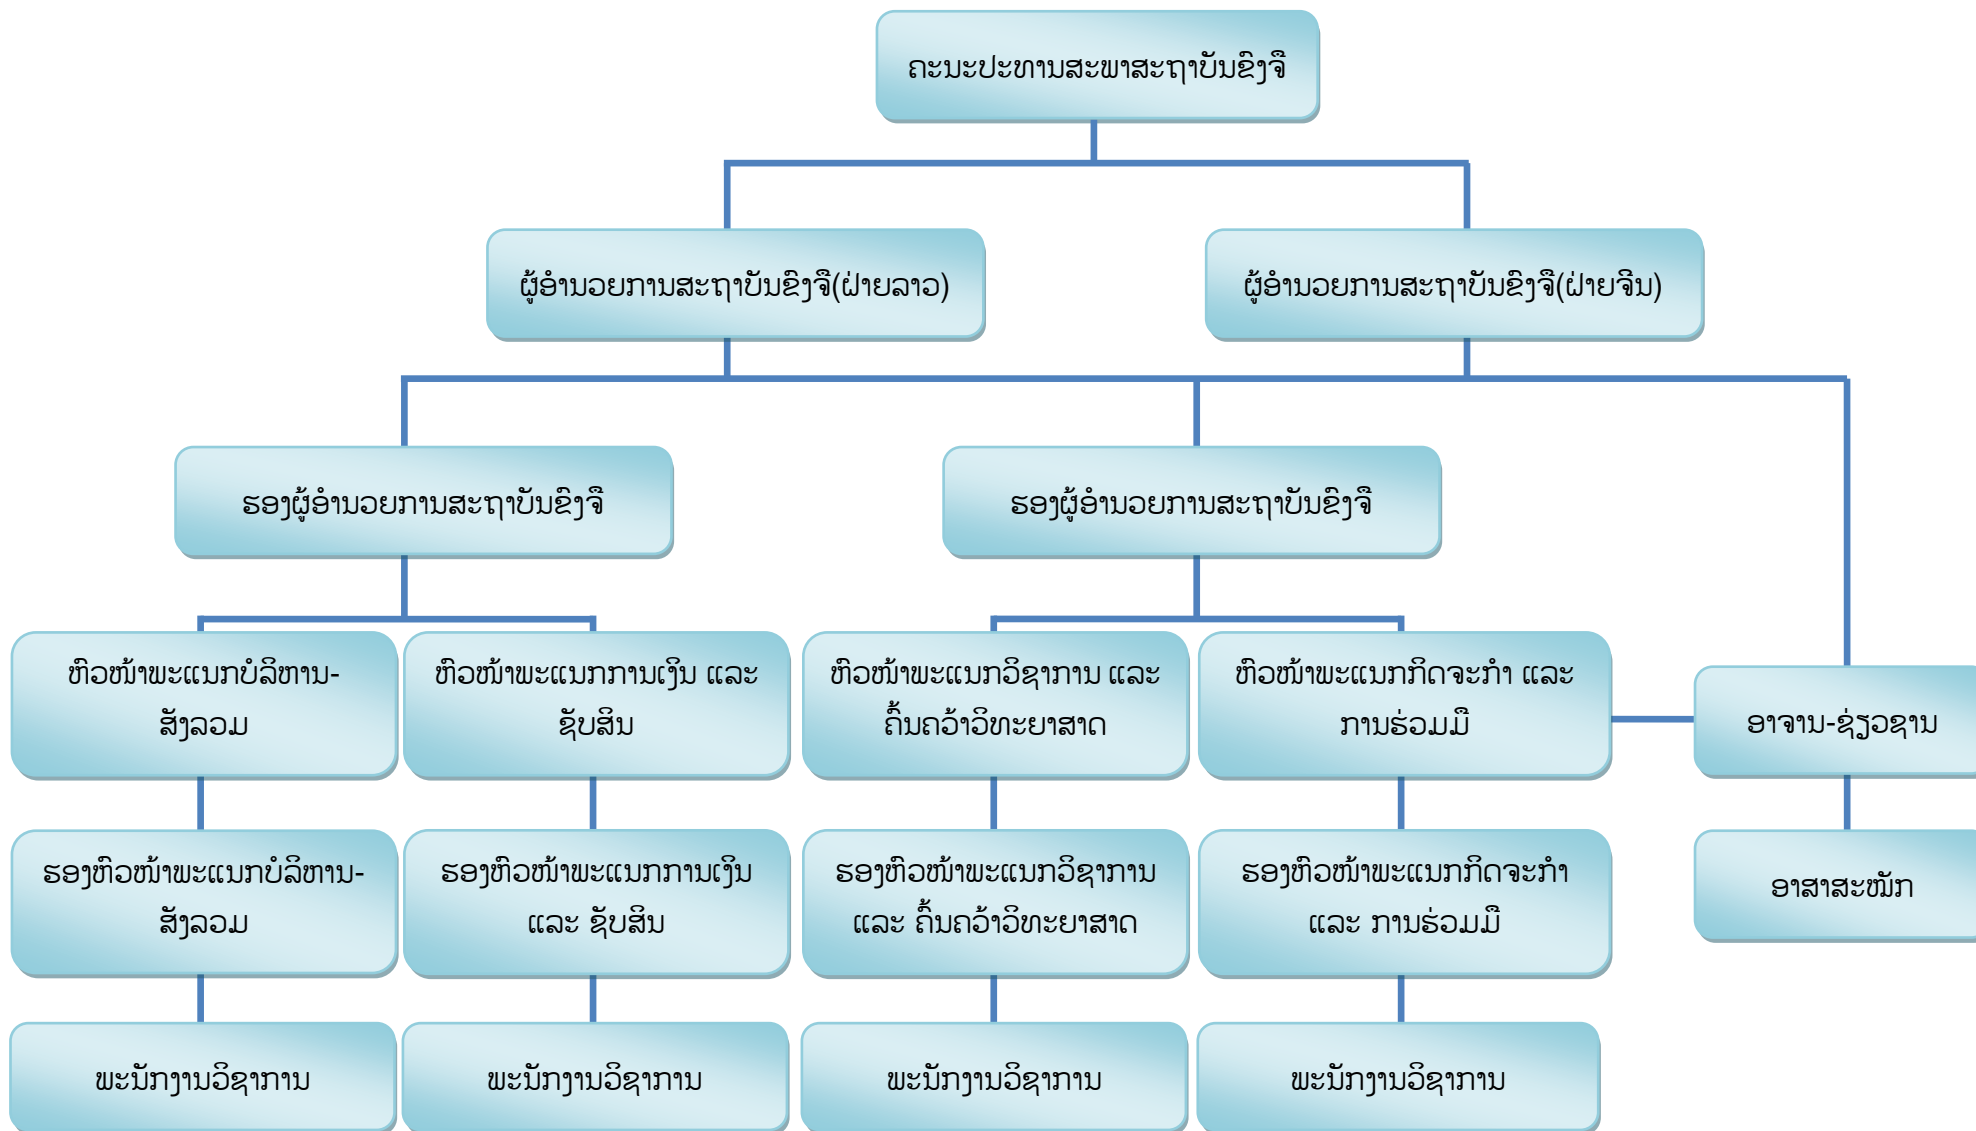 ຄະນະປະທານສະພາສະຖາບັນຂົງຈື
ຜູ້ອຳນວຍການສະຖາບັນຂົງຈື(ຝ່າຍລາວ)
ຜູ້ອຳນວຍການສະຖາບັນຂົງຈື(ຝ່າຍຈີນ)
ຮອງຜູ້ອຳນວຍການສະຖາບັນຂົງຈື
ຮອງຜູ້ອຳນວຍການສະຖາບັນຂົງຈື
ຫົວໜ້າພະແນກບໍລິຫານ-
ສັງລວມ
ຫົວໜ້າພະແນກການເງິນ ແລະ
ຊັບສິນ
ຫົວໜ້າພະແນກວິຊາການ ແລະ
ຄົ້ນຄວ້າວິທະຍາສາດ
ຫົວໜ້າພະແນກກິດຈະກຳ ແລະ
ການຮ່ວມມື
ອາຈານ-ຊ່ຽວຊານ
ຮອງຫົວໜ້າພະແນກບໍລິຫານ-
ສັງລວມ
ຮອງຫົວໜ້າພະແນກການເງິນ
ແລະ ຊັບສິນ
ຮອງຫົວໜ້າພະແນກວິຊາການ
ແລະ ຄົ້ນຄວ້າວິທະຍາສາດ
ຮອງຫົວໜ້າພະແນກກິດຈະກຳ
ແລະ ການຮ່ວມມື
ອາສາສະໝັກ
ພະນັກງານວິຊາການ
ພະນັກງານວິຊາການ
ພະນັກງານວິຊາການ
ພະນັກງານວິຊາການ